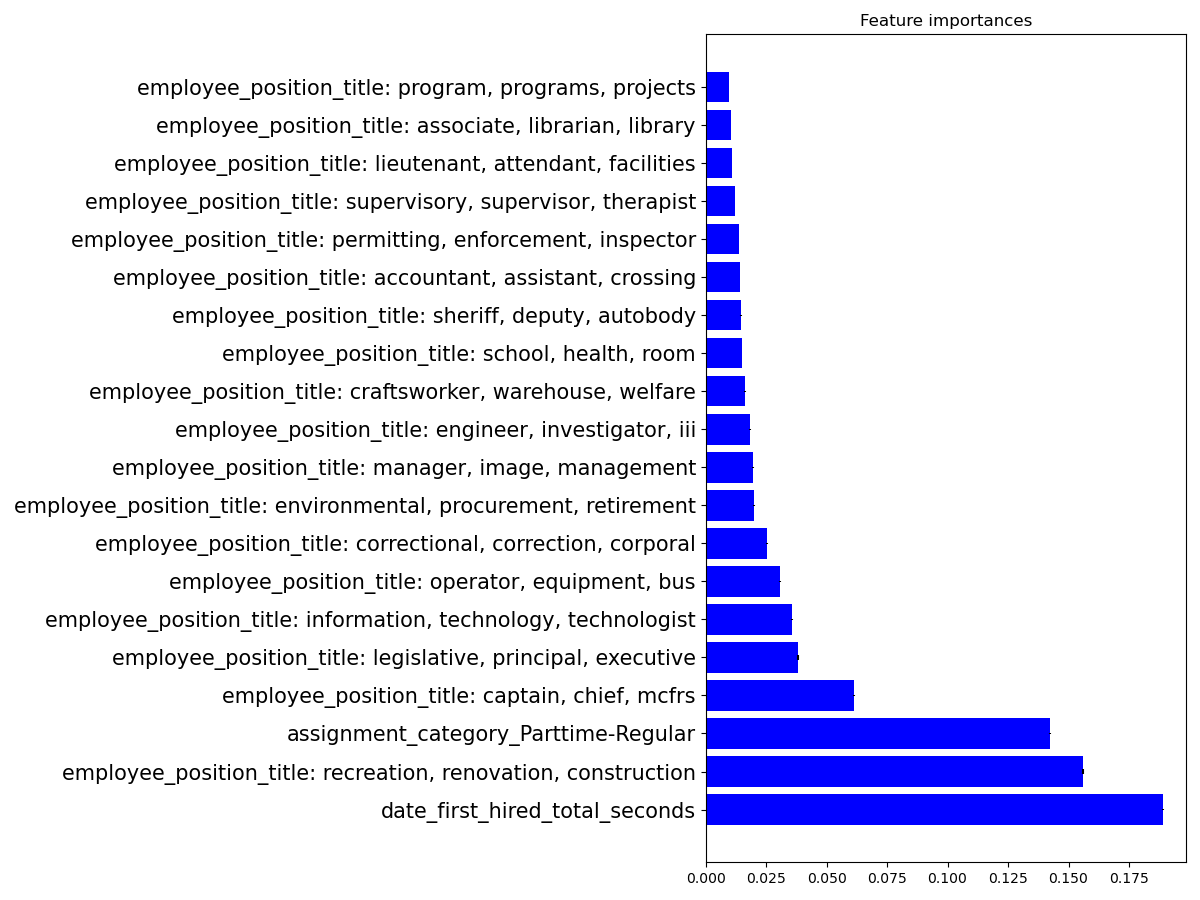 Feature importances
employee_position_title: program, programs, projects
employee_position_title: associate, librarian, library
employee_position_title: lieutenant, attendant, facilities
employee_position_title: supervisory, supervisor, therapist
employee_position_title: permitting, enforcement, inspector
employee_position_title: accountant, assistant, crossing
employee_position_title: sheriff, deputy, autobody
employee_position_title: school, health, room
employee_position_title: craftsworker, warehouse, welfare
employee_position_title: engineer, investigator, iii
employee_position_title: manager, image, management
employee_position_title: environmental, procurement, retirement
employee_position_title: correctional, correction, corporal
employee_position_title: operator, equipment, bus
employee_position_title: information, technology, technologist
employee_position_title: legislative, principal, executive
employee_position_title: captain, chief, mcfrs
assignment_category_Parttime-Regular
employee_position_title: recreation, renovation, construction
date_first_hired_total_seconds
0.000 0.025 0.050 0.075 0.100 0.125 0.150 0.175